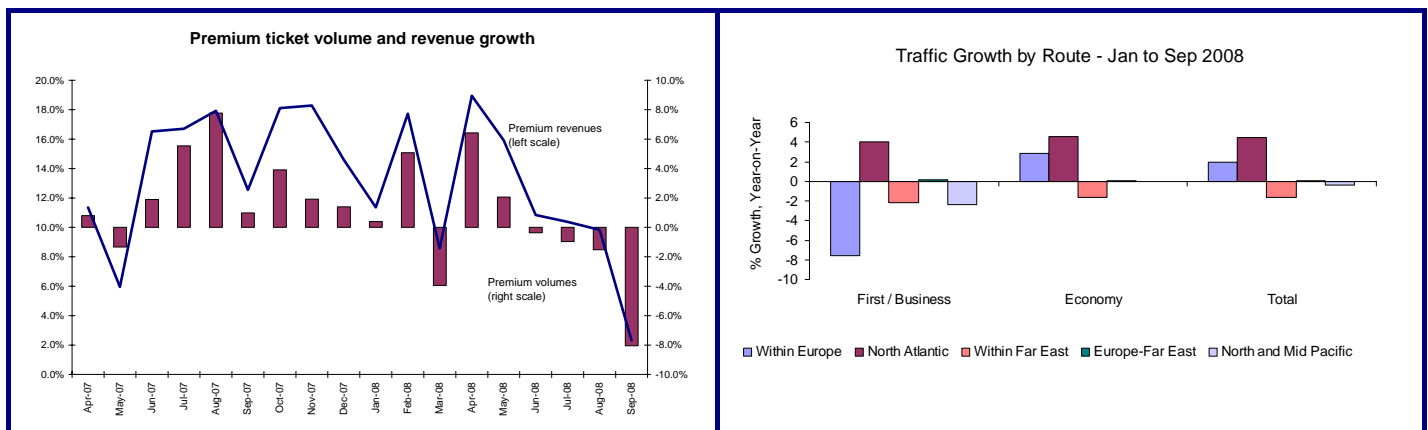 Premium ticket volume and revenue growth
20.0%
18.0%
16.0%
14.0%
12.0%
10.0%
8.0%
6.0%
4.0%
2.0%
0.0%
10.0%
8.0%
6.0%
4.0%
2.0%
0.0%
-2.0%
-4.0%
-6.0%
-8.0%
-10.0%
Premium revenues
(left scale)
Premium volumes
(right scale)
Apr-07
May-07
Jun-07
Jul-07
Aug-07
Sep-07
Oct-07
Nov-07
Dec-07
Jan-08
Feb-08
Mar-08
Apr-08
May-08
Jun-08
Jul-08
Aug-08
Sep-08
Traffic Growth by Route - Jan to Sep 2008
% Growth, Year-on-Year
6
4
2
0
-2
-4
-6
-8
-10
First / Business
Economy
Total
Within Europe
North Atlantic
Within Far East
Europe-Far East
North and Mid Pacific